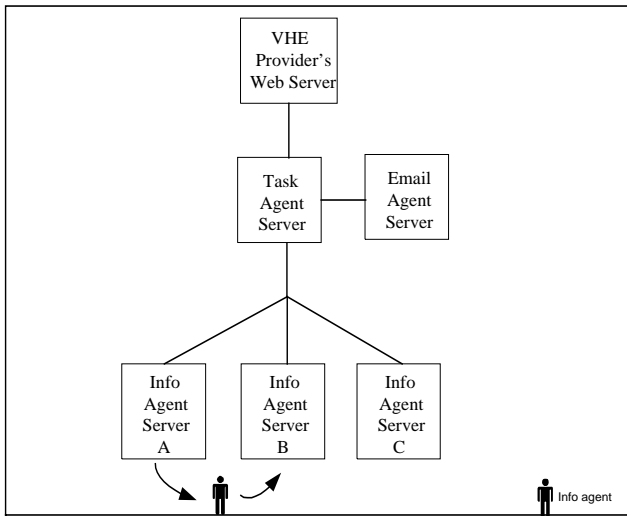 VHE
Provider's
Web Server
Task
Agent
Server
Email
Agent
Server
Info
Agent
Server
A
Info
Agent
Server
B
Info
Agent
Server
C
Info agent